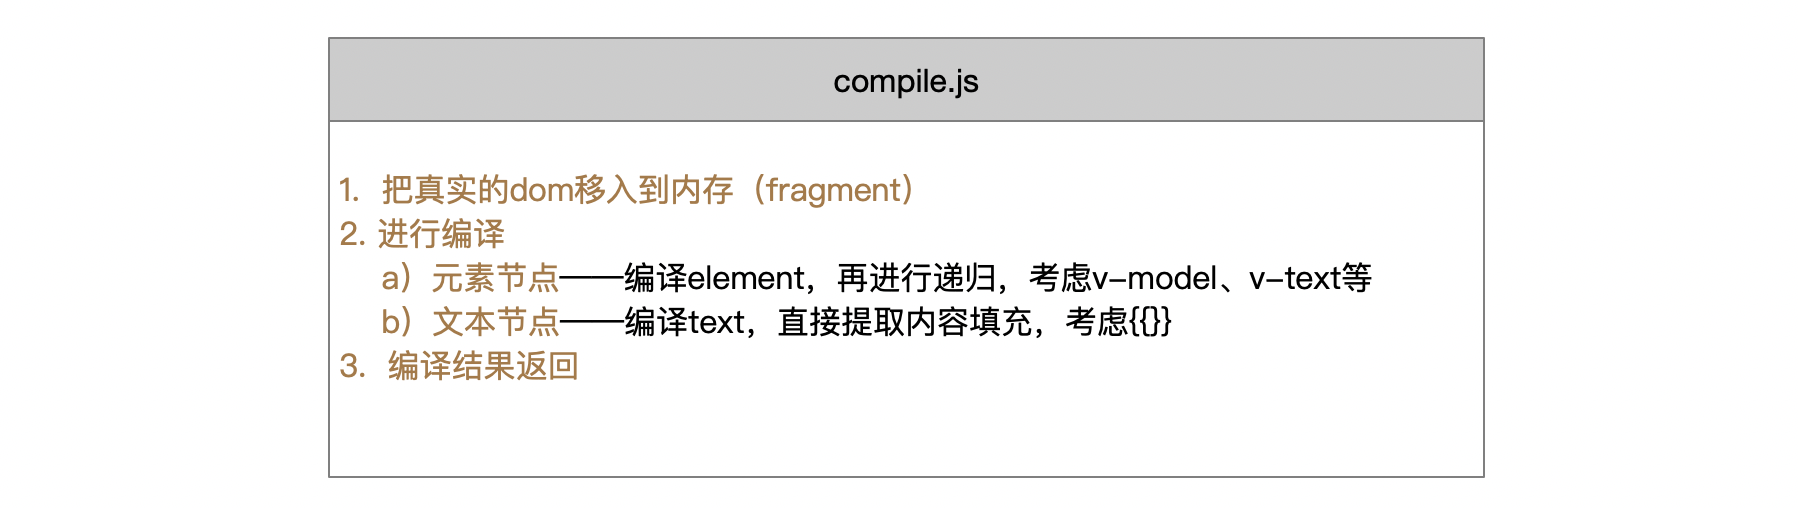 compile.js
1. 把真实的dom移入到内存（fragment）
2. 进行编译
a）元素节点——编译element，再进行递归，考虑v-model、v-text等
b）文本节点——编译text，直接提取内容填充，考虑{{}}
3. 编译结果返回